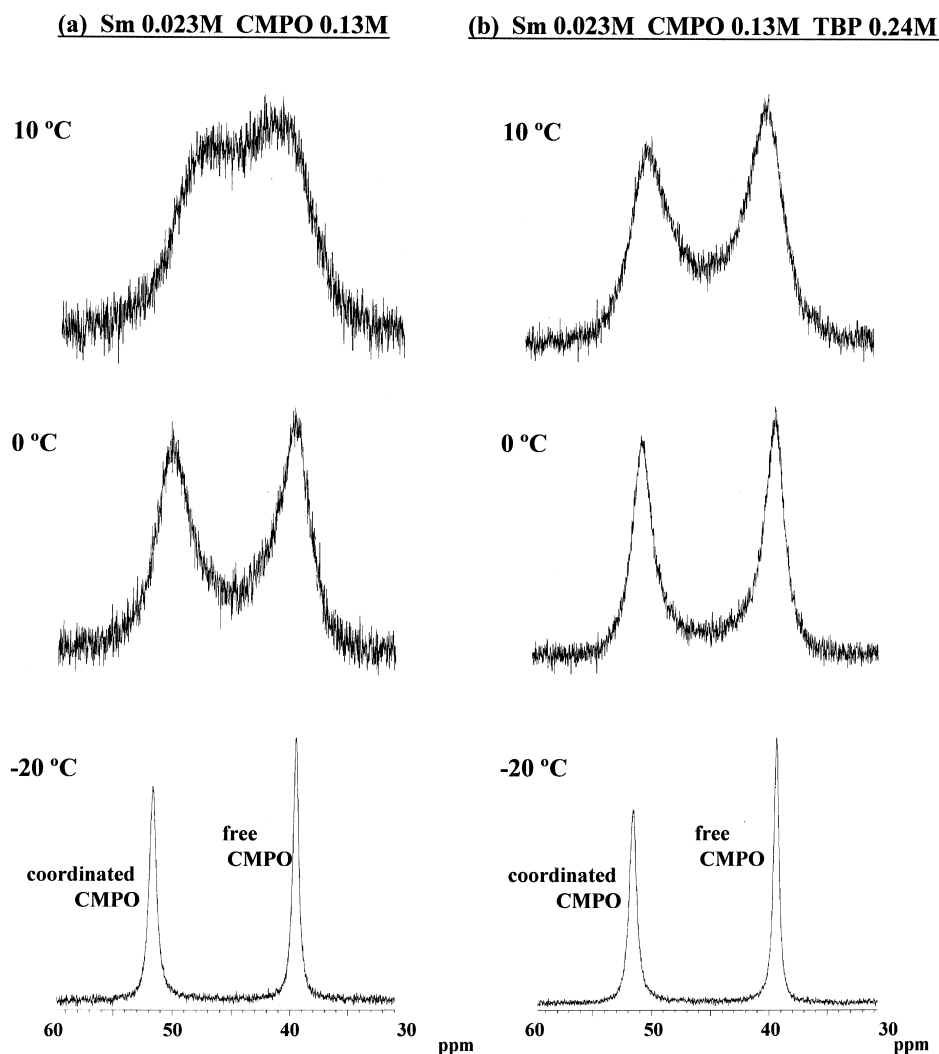 (a) Sm 0.023M CMPO 0.13M
(b) Sm 0.023M CMPO 0.13M TBP 0.24M
10 ºC
10 ºC
0 ºC
0 ºC
-20 ºC
free
CMPO
coordinated
CMPO
-20 ºC
free
CMPO
coordinated
CMPO
60 50 40 30
ppm
60 50 40 30
ppm